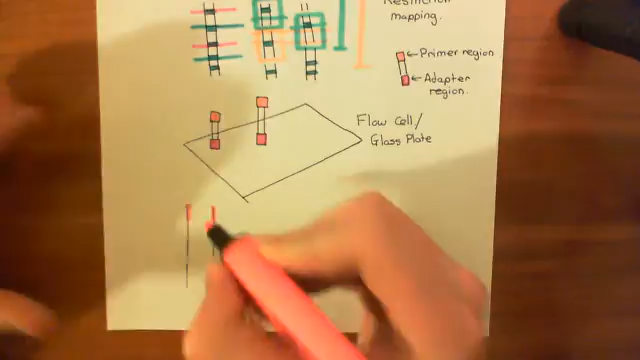 Restriction
mapping.
Primer region
Adapter
region.
Flow Cell/
Glass Plate